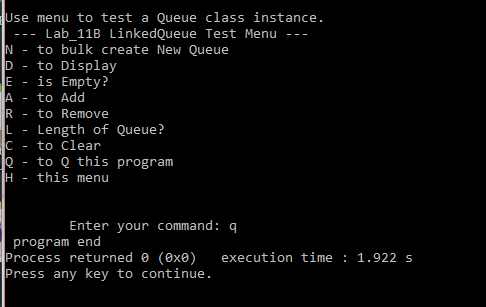 Use menu to test a Queue class instance.
--- Lab_11B LinkedQueue Test Menu ---
N - to bulk create New Queue
D - to Display
E - is Empty?
A - to Add
R - to Remove
L - Length of Queue?
C - to Clear
Q - to Q this program
H - this menu
Enter your command: q
program end
Process returned 0 (0x0)   execution time : 1.922 s
Press any key to continue.